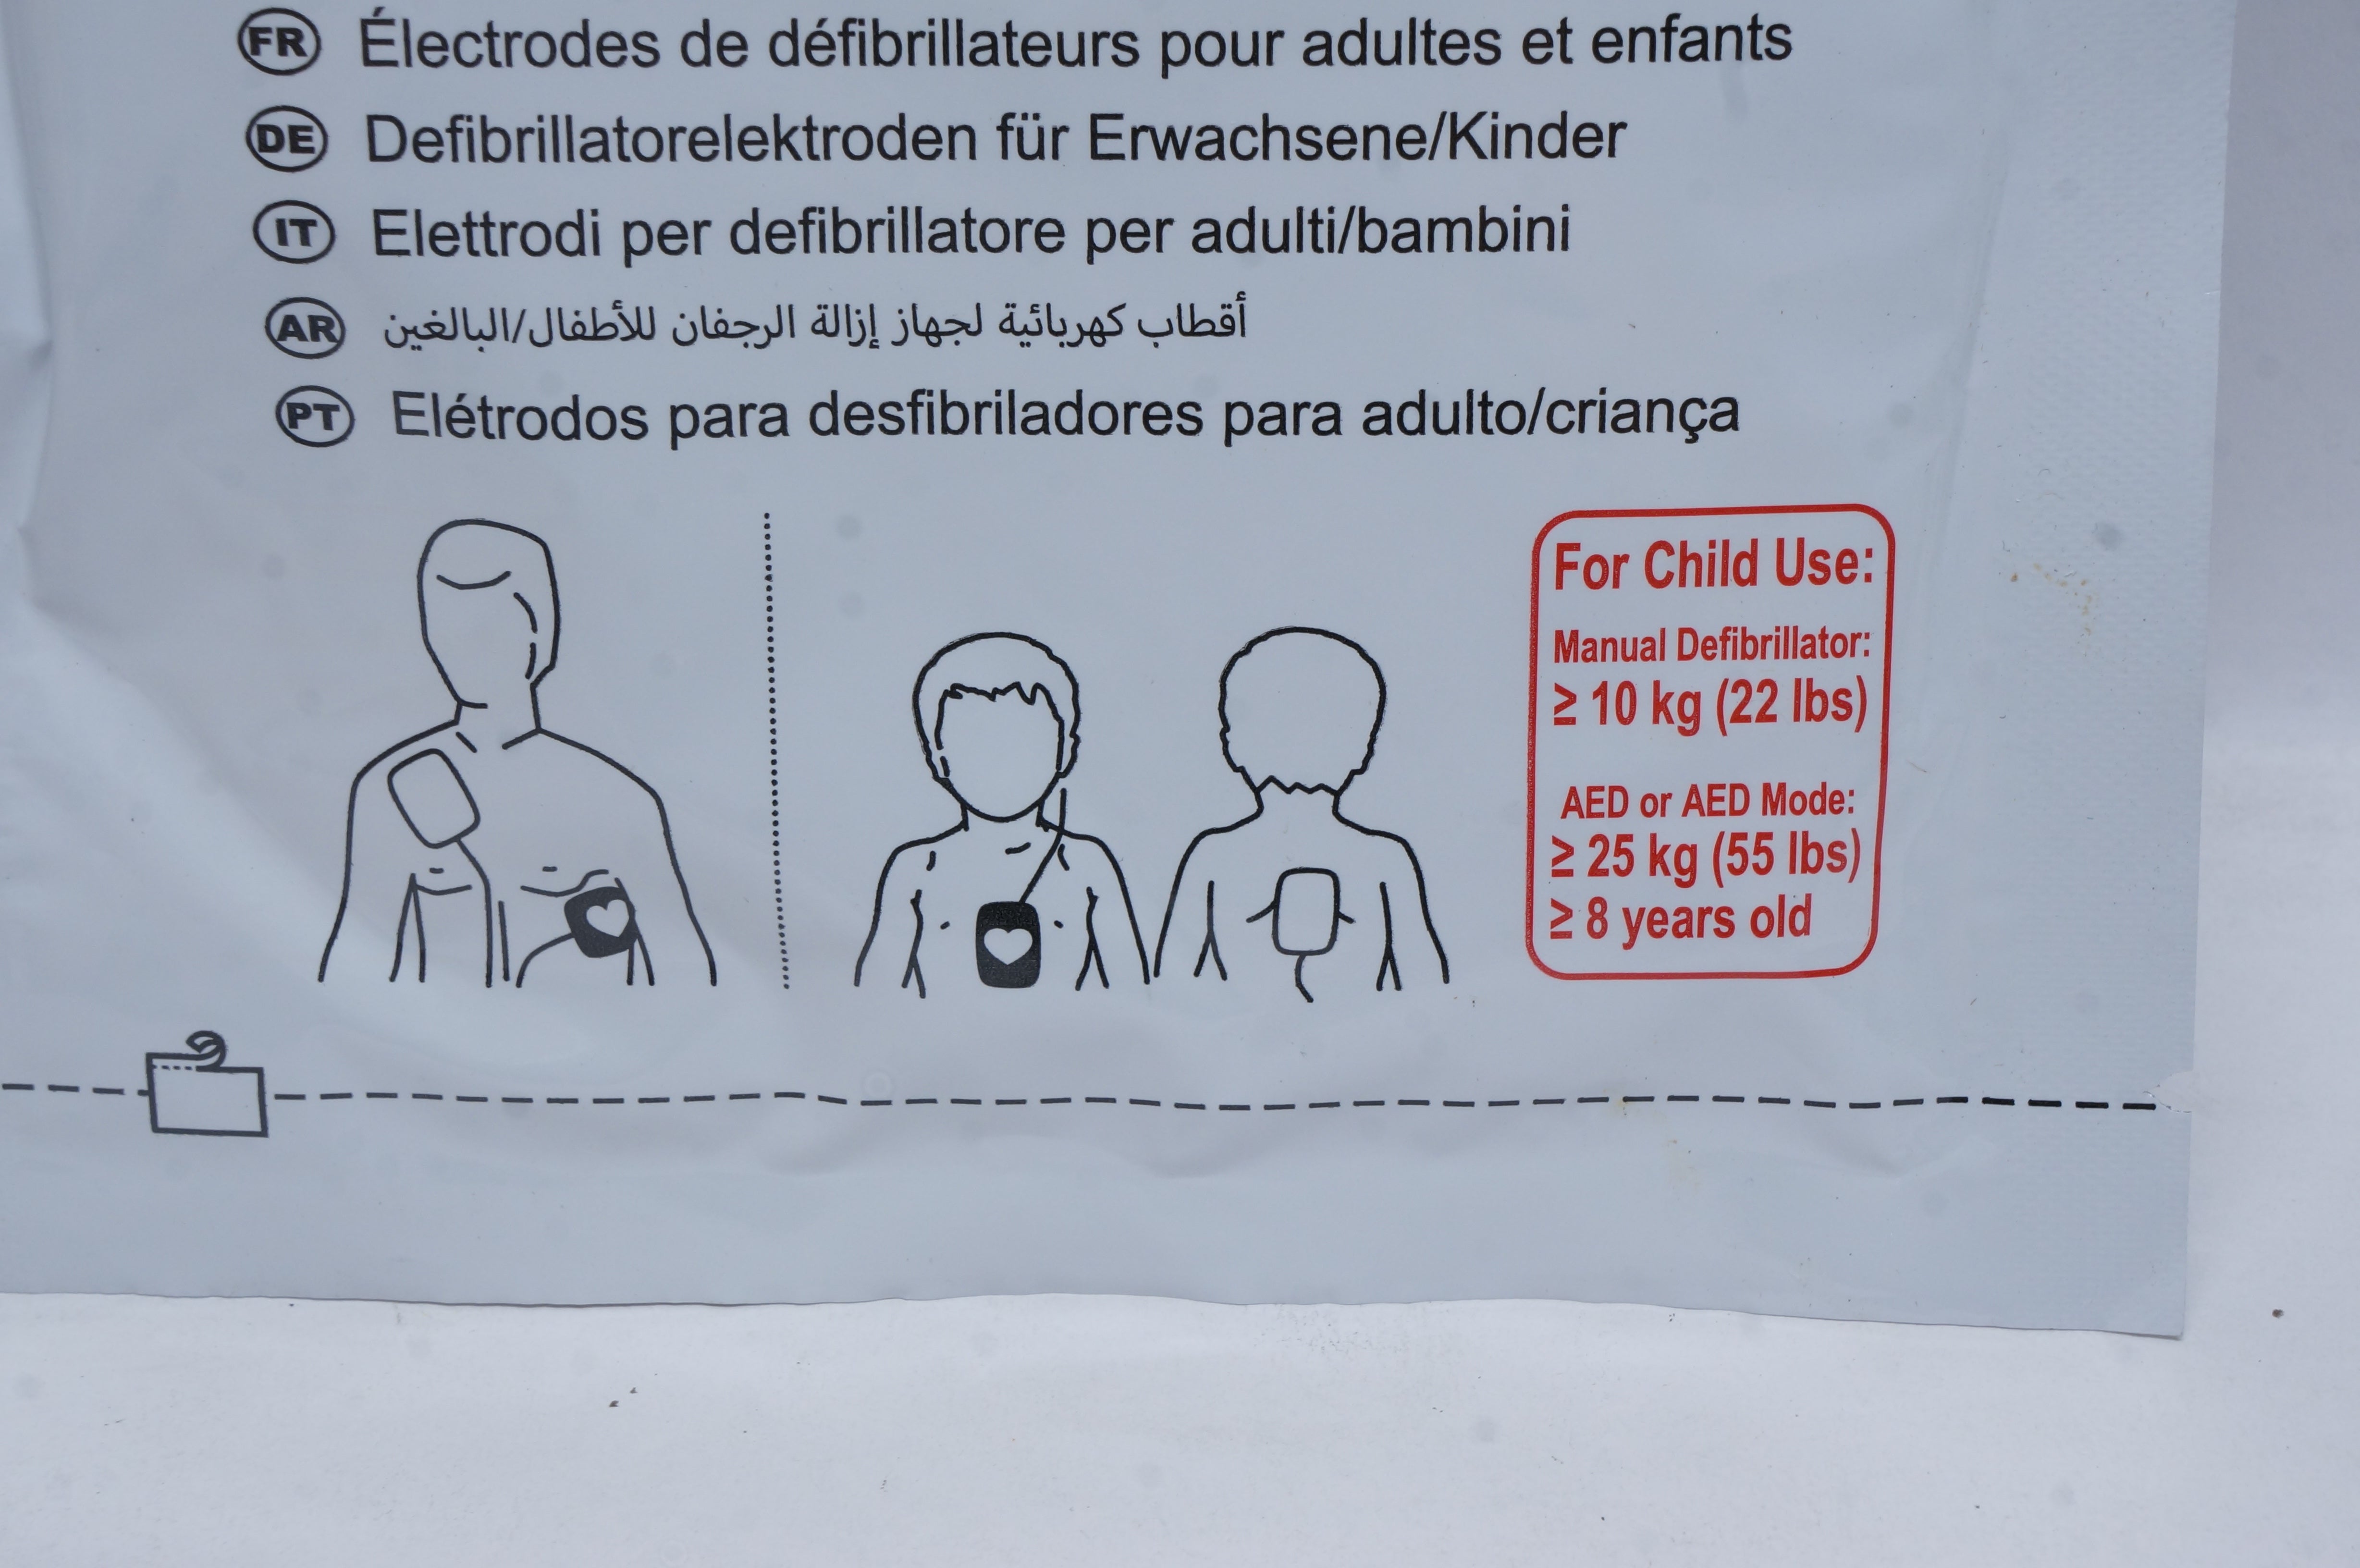 FR Électrodes de défibrillateurs pour adultes et enfants
DE Defibrillatorelektroden für Erwachsene/Kinder
IT Elettrodi per defibrillatore per adulti/bambini
AR أقطاب كهربائية لجهاز إزالة الرجفان للأطفال/البالغين
PT Elétrodos para desfibriladores para adulto/criança
For Child Use:
Manual Defibrillator:
≥ 10 kg (22 lbs)
AED or AED Mode:
≥ 25 kg (55 lbs)
≥ 8 years old